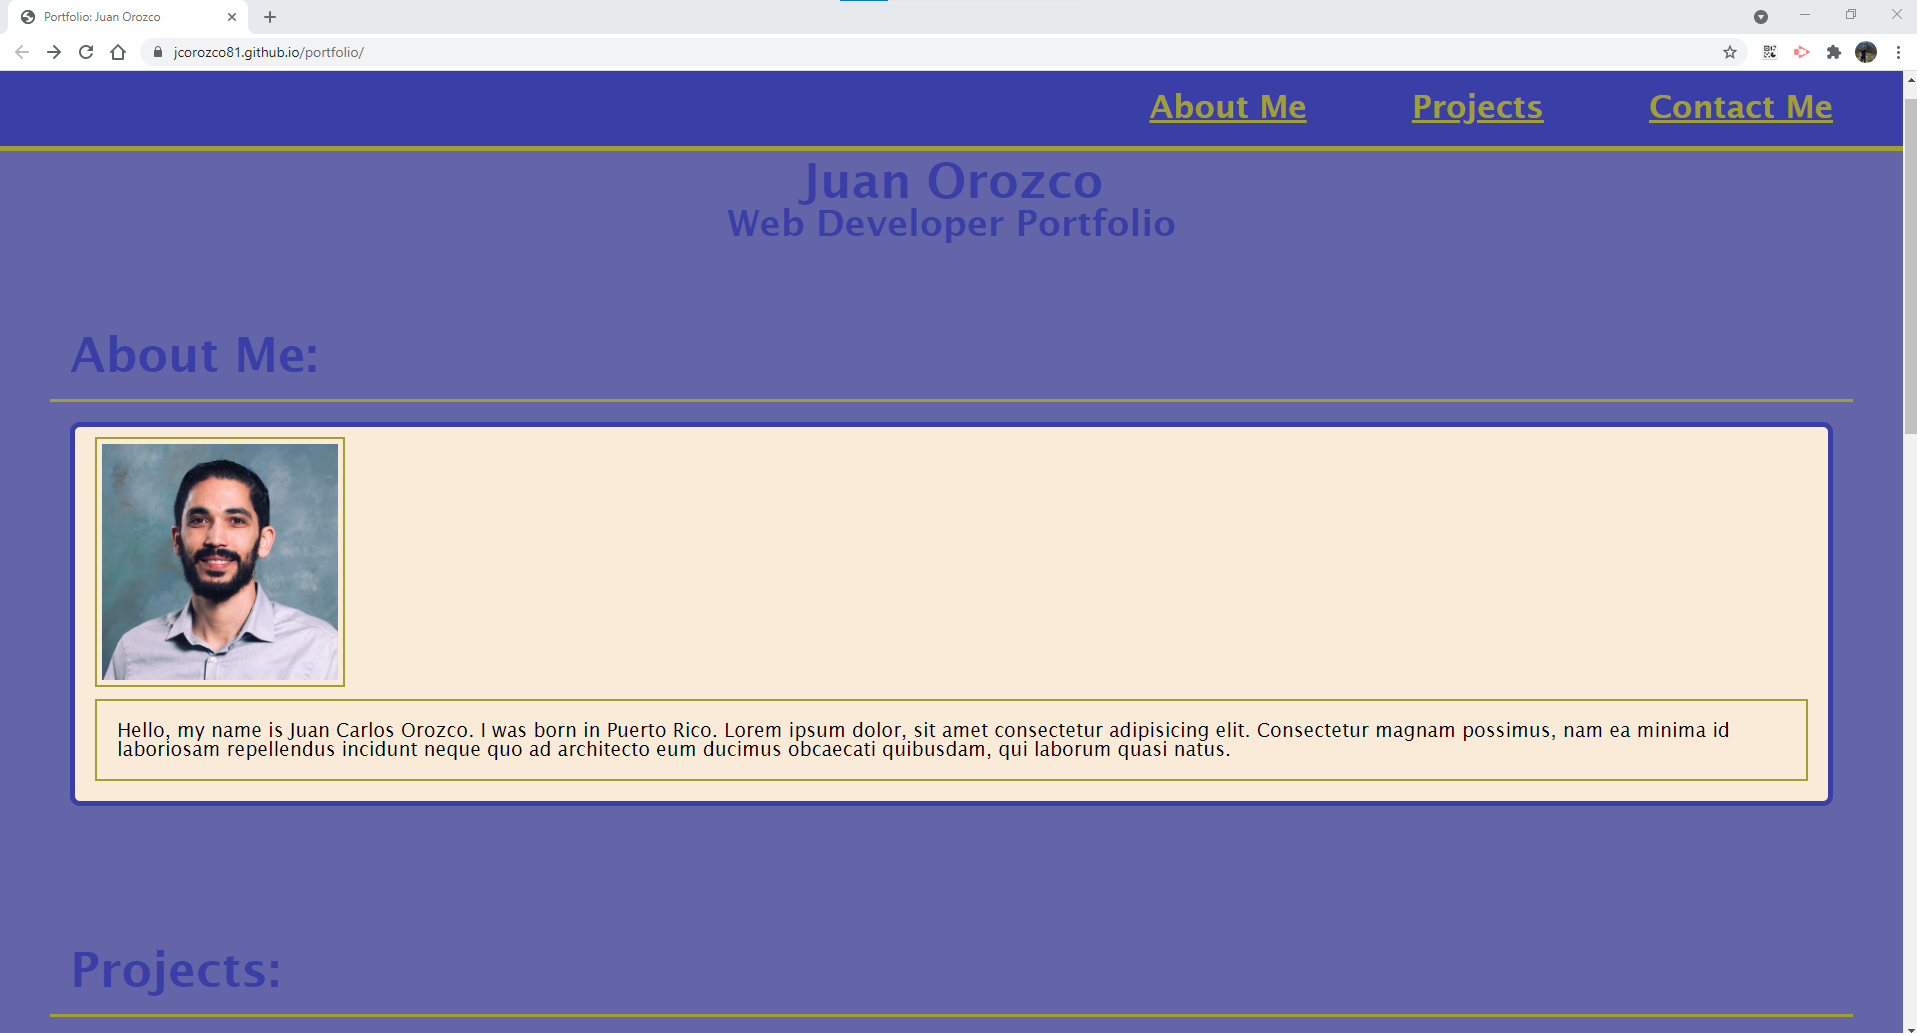 Portfolio: Juan Orozco
jcorozco81.github.io/portfolio/
About Me Projects Contact Me
Juan Orozco
Web Developer Portfolio
About Me:
Hello, my name is Juan Carlos Orozco. I was born in Puerto Rico. Lorem ipsum dolor, sit amet consectetur adipisicing elit. Consectetur magnam possimus, nam ea minima id
laboriosam repellendus incidunt neque quo ad architecto eum ducimus obcaecati quibusdam, qui laborum quasi natus.
Projects: